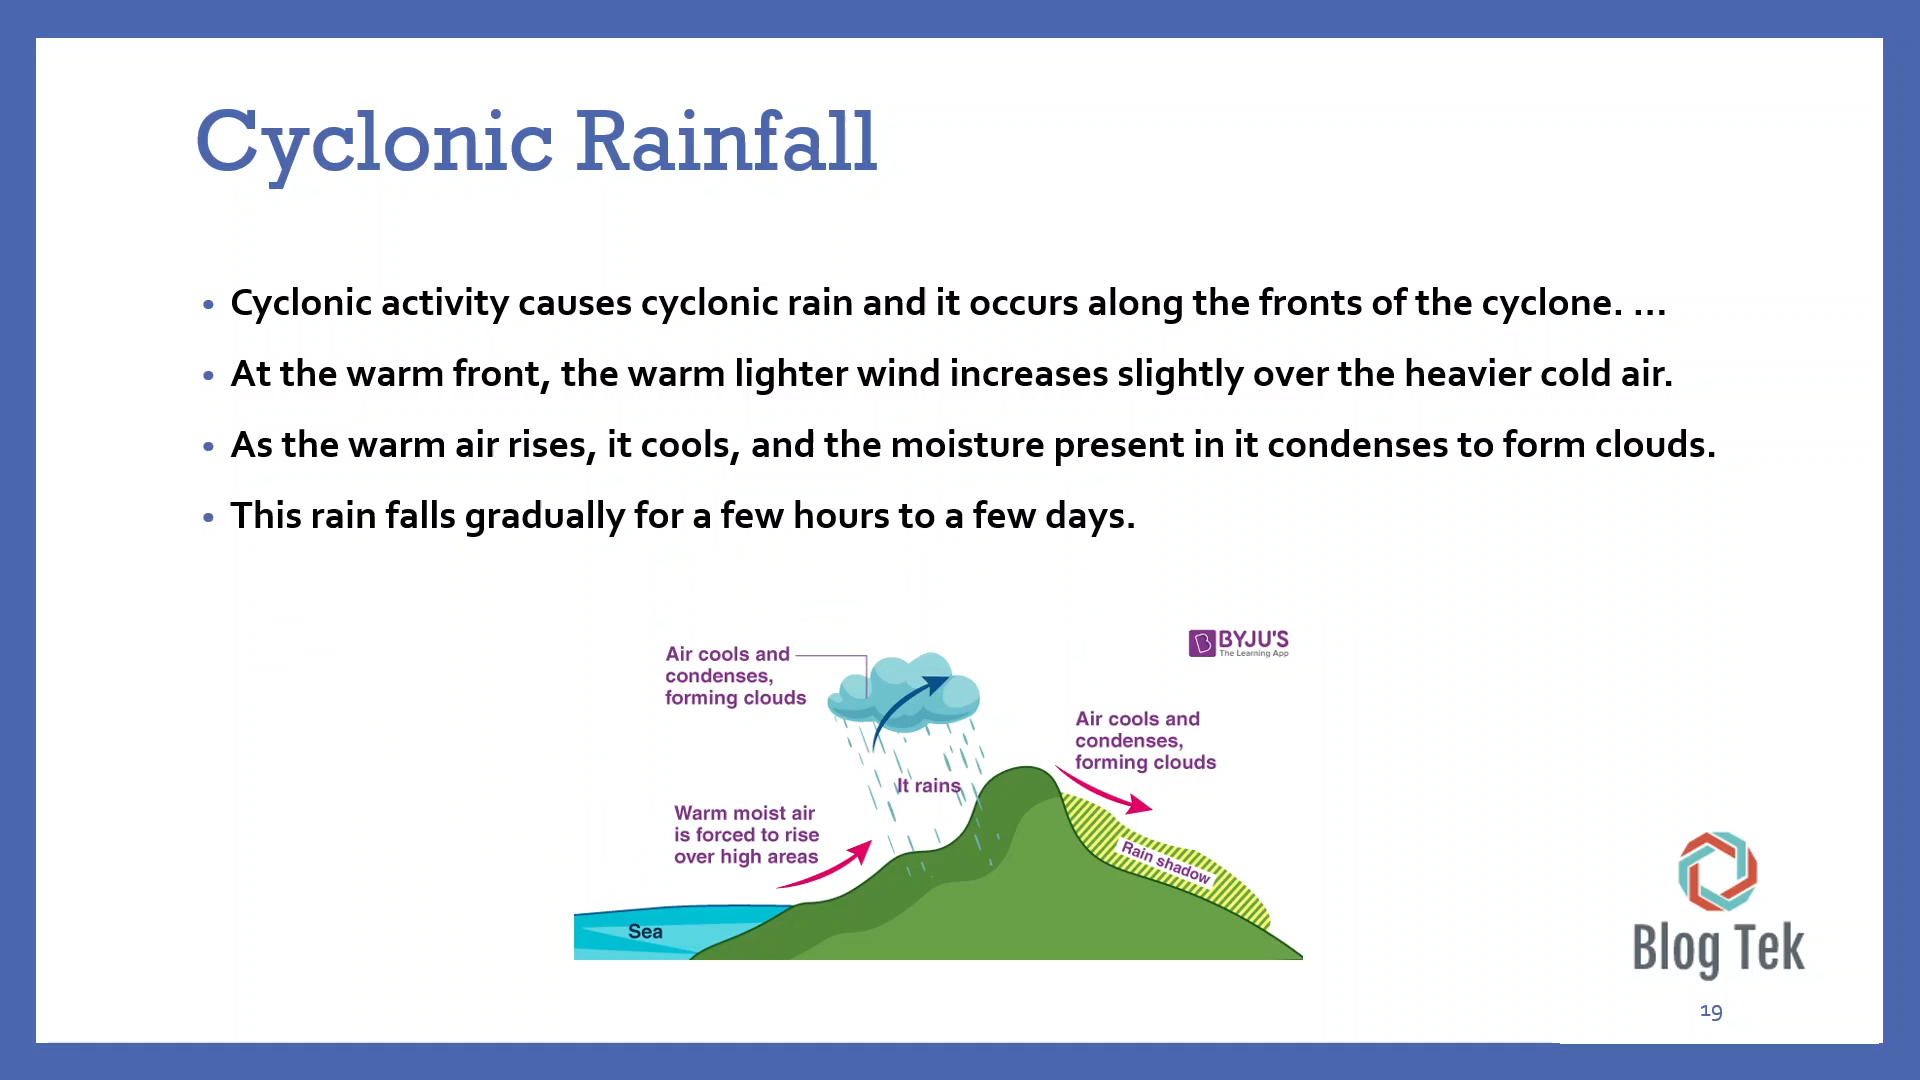 Cyclonic Rainfall
• Cyclonic activity causes cyclonic rain and it occurs along the fronts of the cyclone. ...
• At the warm front, the warm lighter wind increases slightly over the heavier cold air.
• As the warm air rises, it cools, and the moisture present in it condenses to form clouds.
• This rain falls gradually for a few hours to a few days.
BYJU'S
The Learning App
Air cools and
condenses,
forming clouds
Air cools and
condenses,
forming clouds
It rains
Warm moist air
is forced to rise
over high areas
Rain shadow
Sea
Blog Tek
19